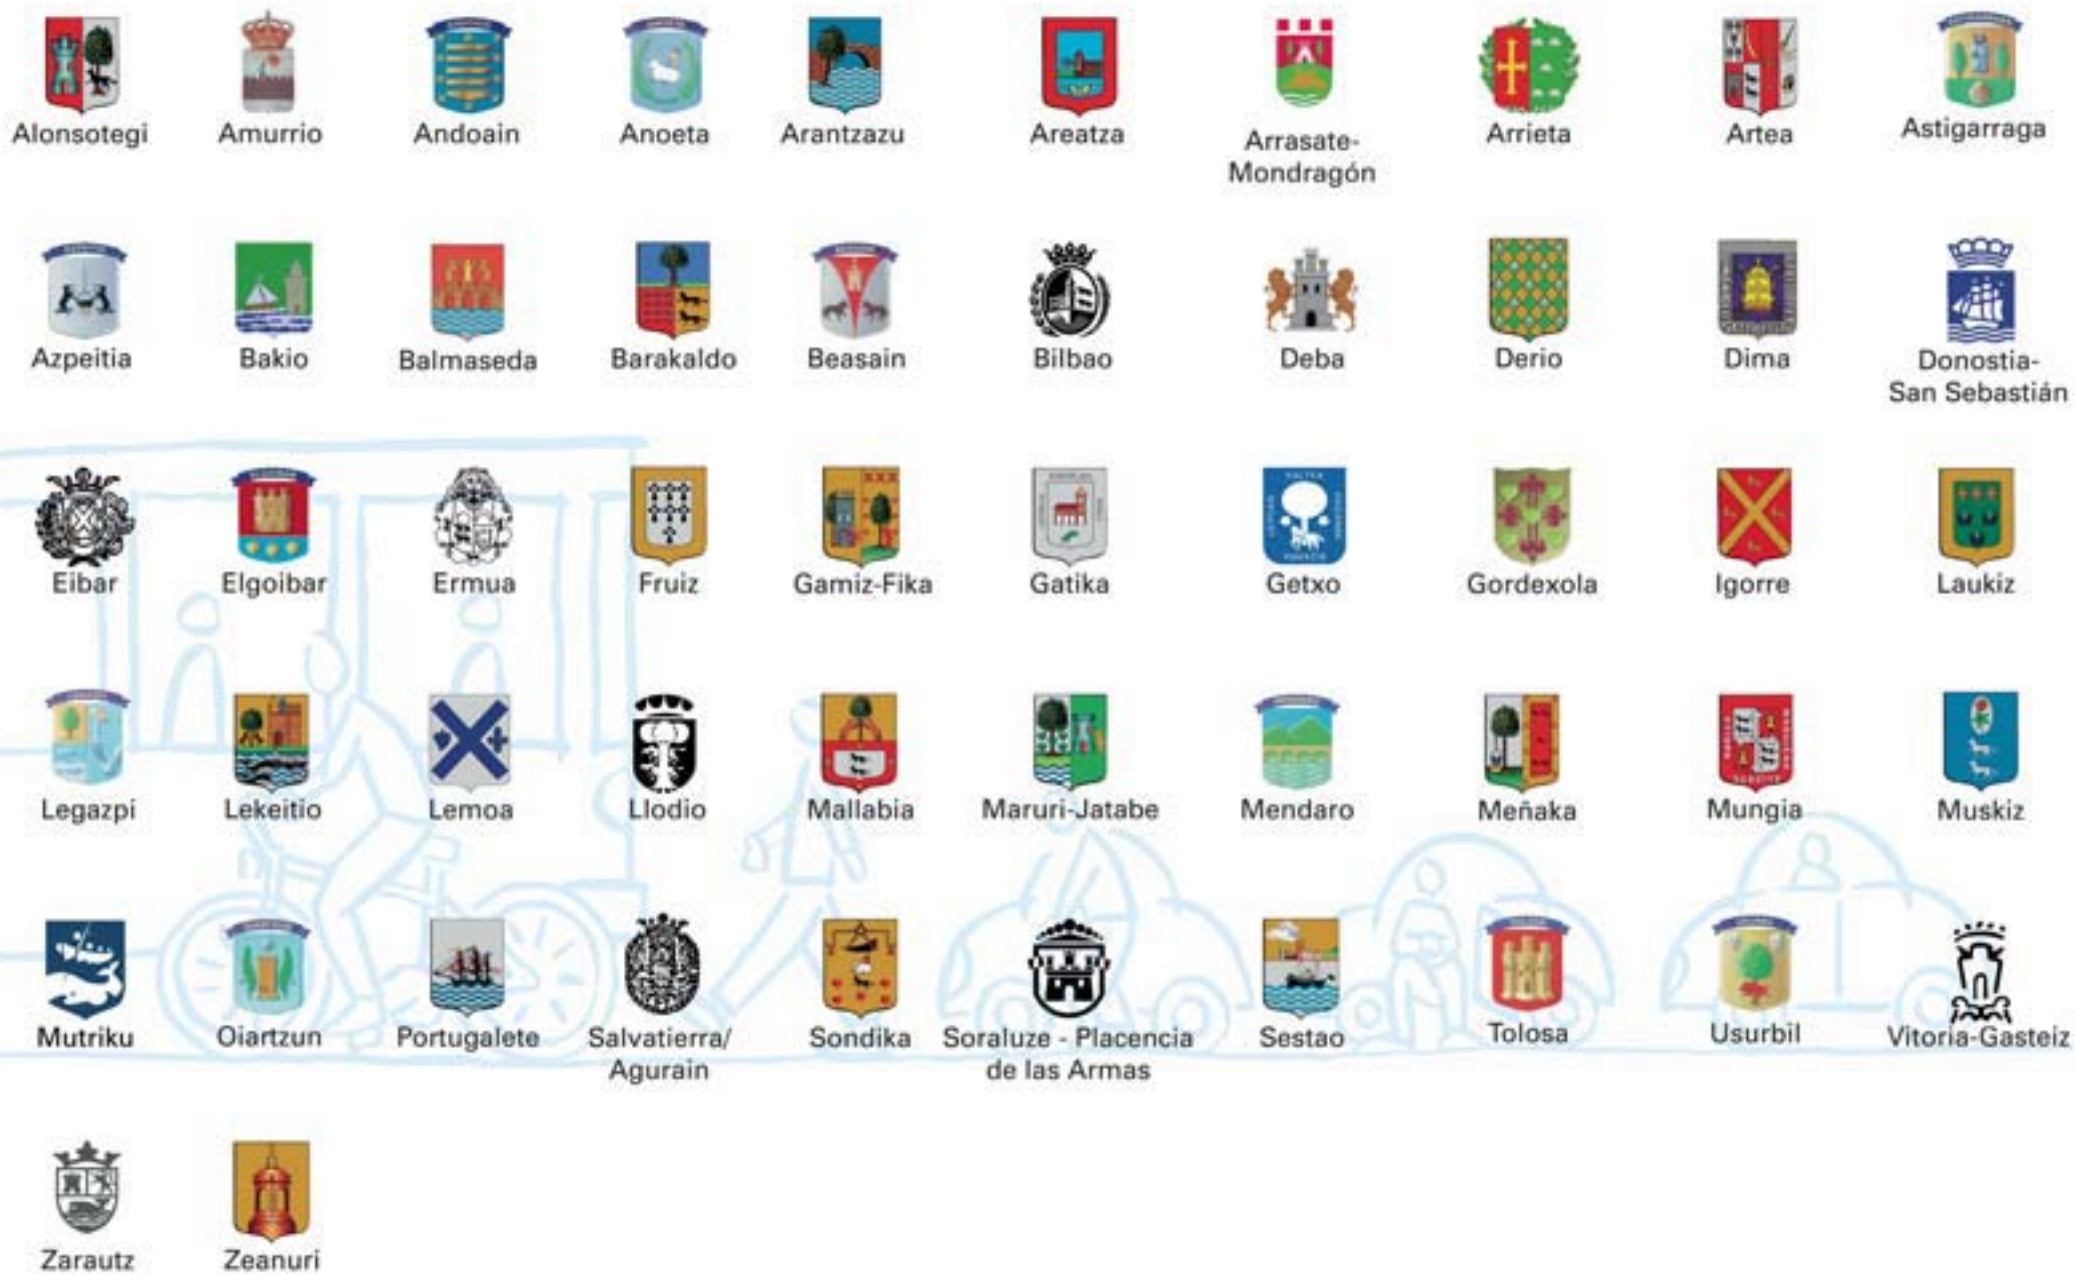 Alonsotegi
Amurrio
Andoain
Anoeta
Arantzazu
Areatza
Arrasate-
Mondragón
Arrieta
Artea
Astigarraga
Azpeitia
Bakio
Balmaseda
Barakaldo
Beasain
Bilbao
Deba
Derio
Dima
Donostia-
San Sebastián
Eibar
Elgoibar
Ermua
Fruiz
Gamiz-Fika
Gatika
Getxo
Gordexola
Igorre
Laukiz
Legazpi
Lekeitio
Lemoa
Llodio
Mallabia
Maruri-Jatabe
Mendaro
Meñaka
Mungia
Muskiz
Mutriku
Oiartzun
Portugalete
Salvatierra/
Agurain
Sondika
Soraluze - Placencia
de las Armas
Sestao
Tolosa
Usurbil
Vitoria-Gasteiz
Zarautz
Zeanuri